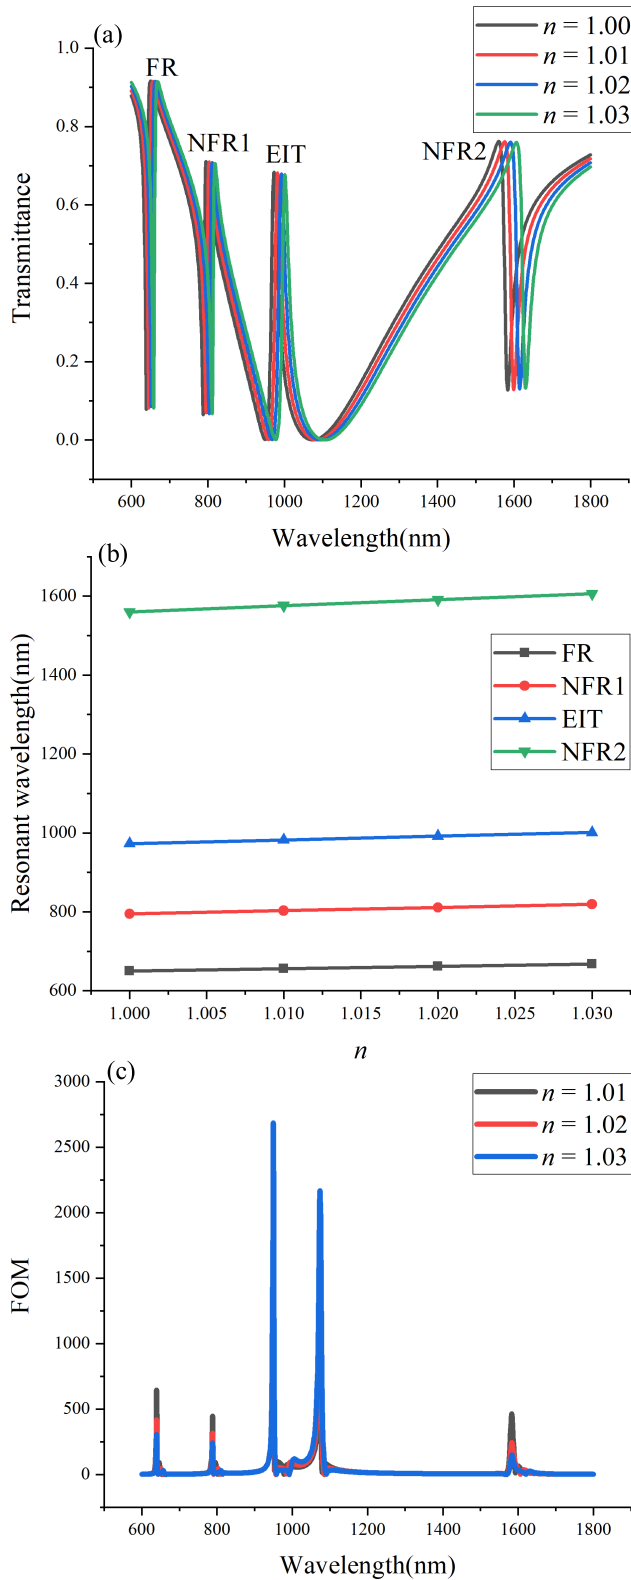 (a)
n = 1.00
n = 1.01
n = 1.02
n = 1.03
FR
NFR1
EIT
NFR2
Transmittance
1.0
0.8
0.6
0.4
0.2
0.0
600 800 1000 1200 1400 1600 1800
Wavelength(nm)
(b)
FR
NFR1
EIT
NFR2
Resonant wavelength(nm)
1600
1400
1200
1000
800
600
1.000 1.005 1.010 1.015 1.020 1.025 1.030
n
(c)
n = 1.01
n = 1.02
n = 1.03
FOM
3000
2500
2000
1500
1000
500
0
600 800 1000 1200 1400 1600 1800
Wavelength(nm)